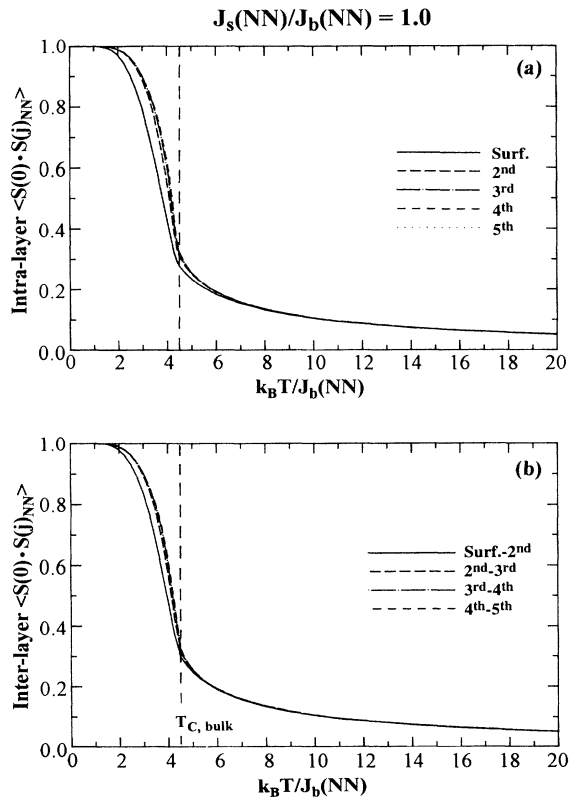 J_s(NN)/J_b(NN) = 1.0
(a)
Intra-layer <S(0)·S(j)_NN>
1.0
0.8
0.6
0.4
0.2
0.0
Surf.
2nd
3rd
4th
5th
0 2 4 6 8 10 12 14 16 18 20
k_BT/J_b(NN)
(b)
Inter-layer <S(0)·S(j)_NN>
1.0
0.8
0.6
0.4
0.2
0.0
Surf.-2nd
2nd-3rd
3rd-4th
4th-5th
T_C, bulk
0 2 4 6 8 10 12 14 16 18 20
k_BT/J_b(NN)